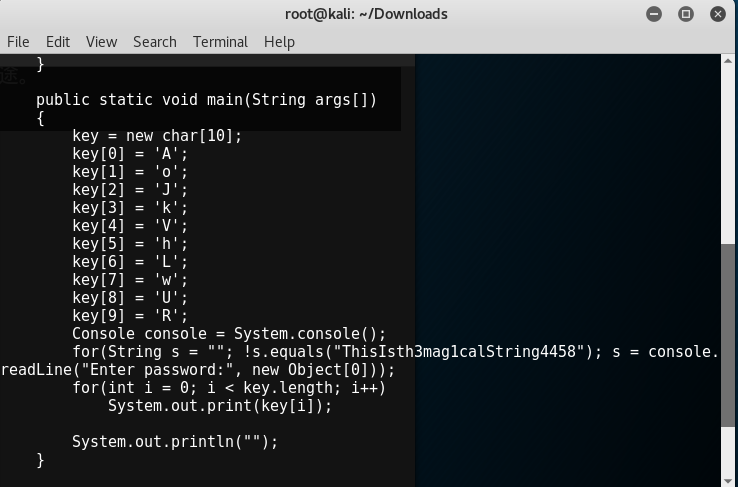 root@kali: ~/Downloads
File Edit View Search Terminal Help
}
途。
public static void main(String args[])
{
key = new char[10];
key[0] = 'A';
key[1] = 'o';
key[2] = 'J';
key[3] = 'k';
key[4] = 'V';
key[5] = 'h';
key[6] = 'L';
key[7] = 'w';
key[8] = 'U';
key[9] = 'R';
Console console = System.console();
for(String s = ""; !s.equals("ThisIsth3mag1calString4458"); s = console.
readLine("Enter password:", new Object[0]));
for(int i = 0; i < key.length; i++)
System.out.print(key[i]);
System.out.println("");
}